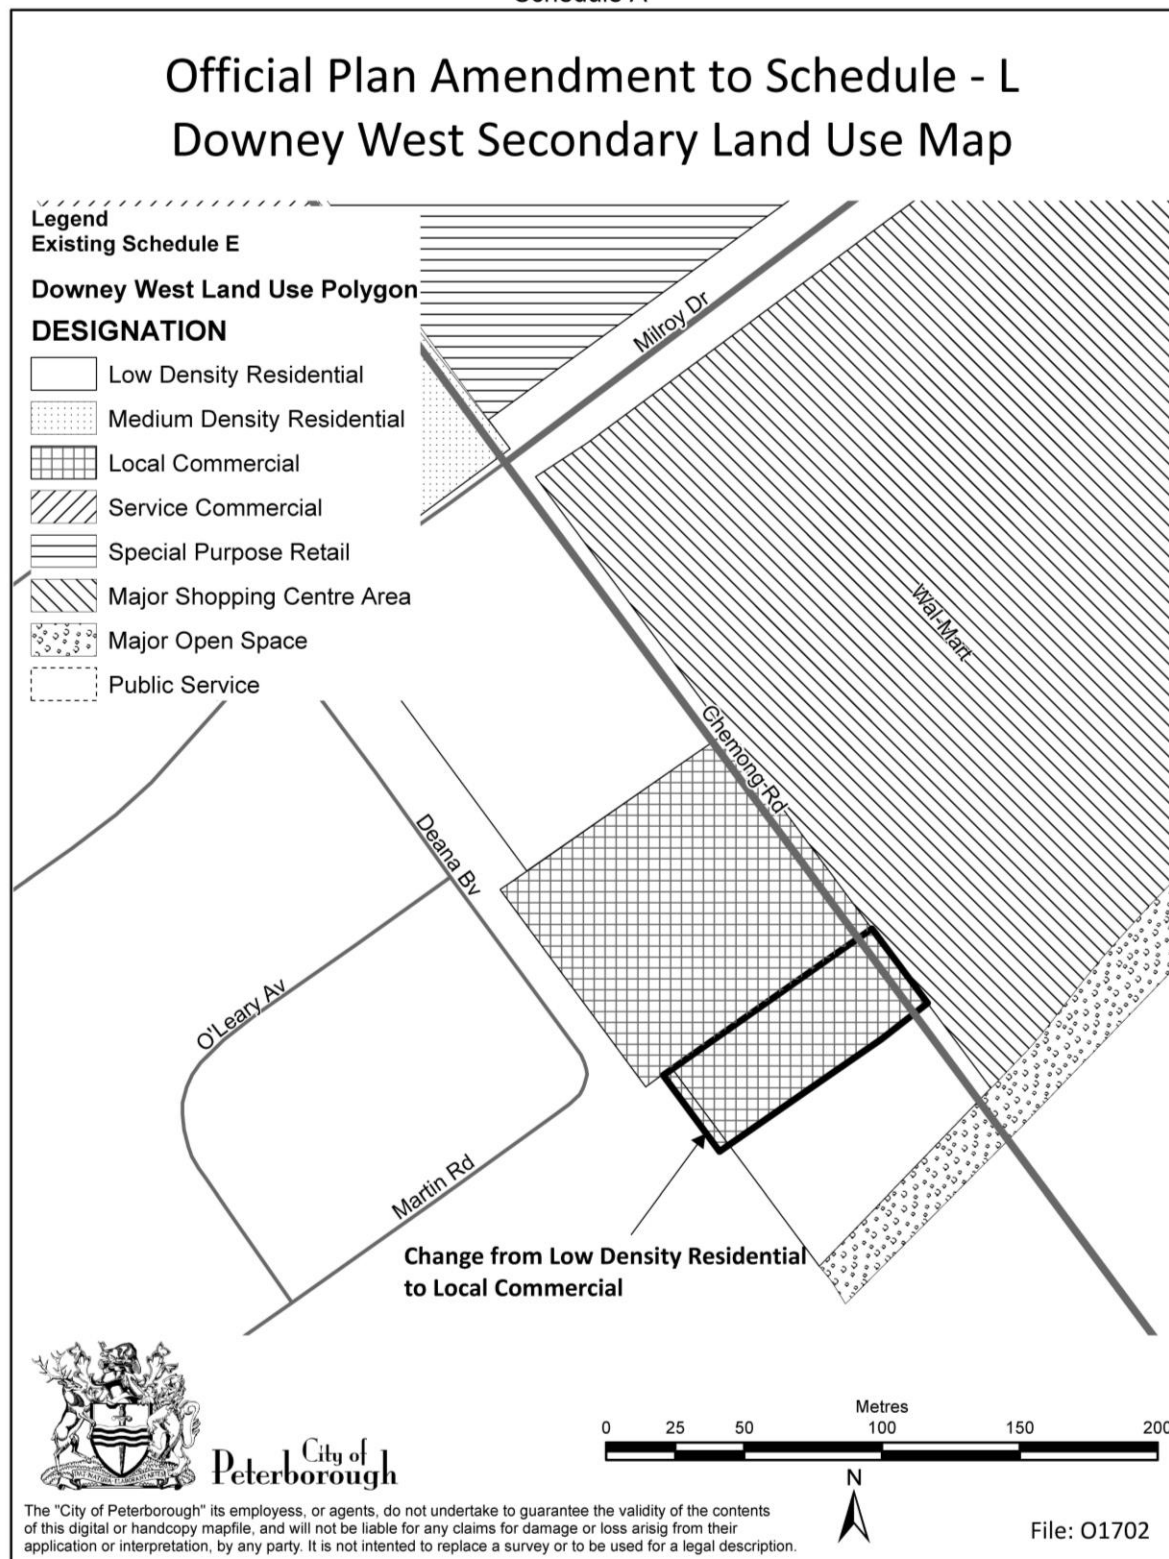 Schedule A
Official Plan Amendment to Schedule - L
Downey West Secondary Land Use Map
Legend
Existing Schedule E
Downey West Land Use Polygon
DESIGNATION
Low Density Residential
Medium Density Residential
Local Commercial
Service Commercial
Special Purpose Retail
Major Shopping Centre Area
Major Open Space
Public Service
Milroy Dr
Wal-Mart
Chemong Rd
Deana Bv
O'Leary Av
Martin Rd
Change from Low Density Residential
to Local Commercial
City of
Peterborough
Metres
0 25 50 100 150 200
N
The "City of Peterborough" its employess, or agents, do not undertake to guarantee the validity of the contents
of this digital or handcopy mapfile, and will not be liable for any claims for damage or loss arisig from their
application or interpretation, by any party. It is not intended to replace a survey or to be used for a legal description.
File: O1702